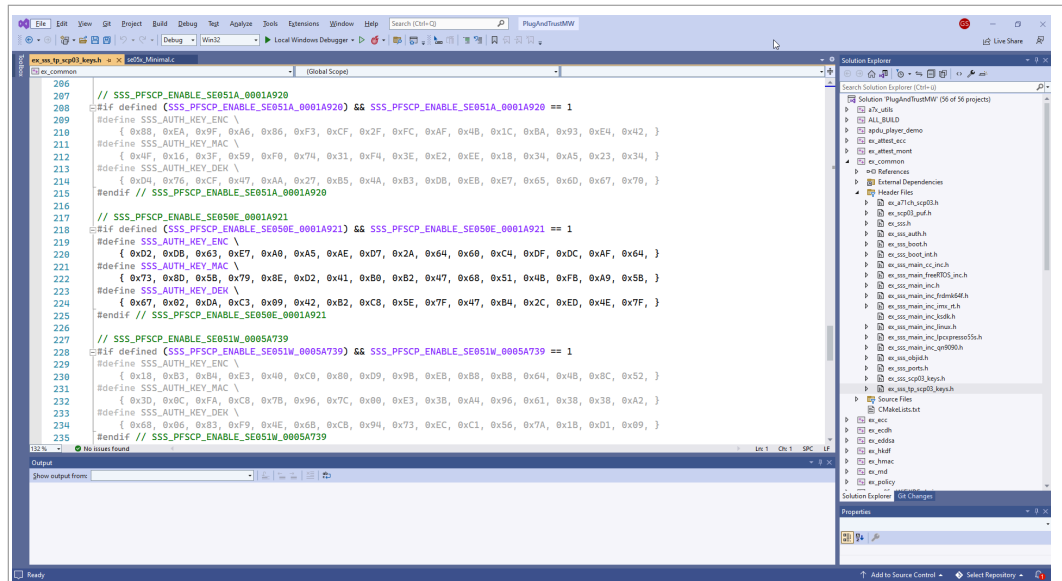 File Edit View Git Project Build Debug Test Analyze Tools Extensions Window Help Search (Ctrl+Q) PlugAndTrustMW GS
Debug Win32 Local Windows Debugger Live Share
Toolbox
ex_sss_tp_scp03_keys.h se05x_Minimal.c
ex_common (Global Scope)
206
207 // SSS_PFSCP_ENABLE_SE051A_0001A920
208 #if defined (SSS_PFSCP_ENABLE_SE051A_0001A920) && SSS_PFSCP_ENABLE_SE051A_0001A920 == 1
209 #define SSS_AUTH_KEY_ENC \
210 { 0x88, 0xEA, 0x9F, 0xA6, 0x86, 0xF3, 0xCF, 0x2F, 0xFC, 0xAF, 0x4B, 0x1C, 0xBA, 0x93, 0xE4, 0x42, }
211 #define SSS_AUTH_KEY_MAC \
212 { 0x4F, 0x16, 0x3F, 0x59, 0xF0, 0x74, 0x31, 0xF4, 0x3E, 0xE2, 0xEE, 0x18, 0x34, 0xA5, 0x23, 0x34, }
213 #define SSS_AUTH_KEY_DEK \
214 { 0xD4, 0x76, 0xCF, 0x47, 0xAA, 0x27, 0xB5, 0x4A, 0xB3, 0xDB, 0xEB, 0xE7, 0x65, 0x6D, 0x67, 0x70, }
215 #endif // SSS_PFSCP_ENABLE_SE051A_0001A920
216
217 // SSS_PFSCP_ENABLE_SE050E_0001A921
218 #if defined (SSS_PFSCP_ENABLE_SE050E_0001A921) && SSS_PFSCP_ENABLE_SE050E_0001A921 == 1
219 #define SSS_AUTH_KEY_ENC \
220 { 0xD2, 0xDB, 0x63, 0xE7, 0xA0, 0xA5, 0xAE, 0xD7, 0x2A, 0x64, 0x60, 0xC4, 0xDF, 0xDC, 0xAF, 0x64, }
221 #define SSS_AUTH_KEY_MAC \
222 { 0x73, 0x8D, 0x5B, 0x79, 0x8E, 0xD2, 0x41, 0xB0, 0xB2, 0x47, 0x68, 0x51, 0x4B, 0xFB, 0xA9, 0x5B, }
223 #define SSS_AUTH_KEY_DEK \
224 { 0x67, 0x02, 0xDA, 0xC3, 0x09, 0x42, 0xB2, 0xC8, 0x5E, 0x7F, 0x47, 0xB4, 0x2C, 0xED, 0x4E, 0x7F, }
225 #endif // SSS_PFSCP_ENABLE_SE050E_0001A921
226
227 // SSS_PFSCP_ENABLE_SE051W_0005A739
228 #if defined (SSS_PFSCP_ENABLE_SE051W_0005A739) && SSS_PFSCP_ENABLE_SE051W_0005A739 == 1
229 #define SSS_AUTH_KEY_ENC \
230 { 0x18, 0xB3, 0xB4, 0xE3, 0x40, 0xC0, 0x80, 0xD9, 0x9B, 0xEB, 0xB8, 0xB8, 0x64, 0x4B, 0x8C, 0x52, }
231 #define SSS_AUTH_KEY_MAC \
232 { 0x3D, 0x0C, 0xFA, 0xC8, 0x7B, 0x96, 0x7C, 0x00, 0xE3, 0x3B, 0xA4, 0x96, 0x61, 0x38, 0x38, 0xA2, }
233 #define SSS_AUTH_KEY_DEK \
234 { 0x68, 0x06, 0x83, 0xF9, 0x4E, 0x6B, 0xCB, 0x94, 0x73, 0xEC, 0xC1, 0x56, 0x7A, 0x1B, 0xD1, 0x09, }
235 #endif // SSS_PFSCP_ENABLE_SE051W_0005A739
132 % No issues found Ln: 1 Ch: 1 SPC LF
Output
Show output from:
Solution Explorer
Search Solution Explorer (Ctrl+ü)
Solution 'PlugAndTrustMW' (56 of 56 projects)
a7x_utils
ALL_BUILD
apdu_player_demo
ex_attest_ecc
ex_attest_mont
ex_common
References
External Dependencies
Header Files
ex_a71ch_scp03.h
ex_scp03_puf.h
ex_sss.h
ex_sss_auth.h
ex_sss_boot.h
ex_sss_boot_int.h
ex_sss_main_cc_inc.h
ex_sss_main_freeRTOS_inc.h
ex_sss_main_inc.h
ex_sss_main_inc_frdmk64f.h
ex_sss_main_inc_imx_rt.h
ex_sss_main_inc_ksdk.h
ex_sss_main_inc_linux.h
ex_sss_main_inc_lpcxpresso55s.h
ex_sss_main_inc_qn9090.h
ex_sss_objid.h
ex_sss_ports.h
ex_sss_scp03_keys.h
ex_sss_tp_scp03_keys.h
Source Files
CMakeLists.txt
ex_ecc
ex_ecdh
ex_eddsa
ex_hkdf
ex_hmac
ex_md
ex_policy
Solution Explorer Git Changes
Properties
Ready Add to Source Control Select Repository